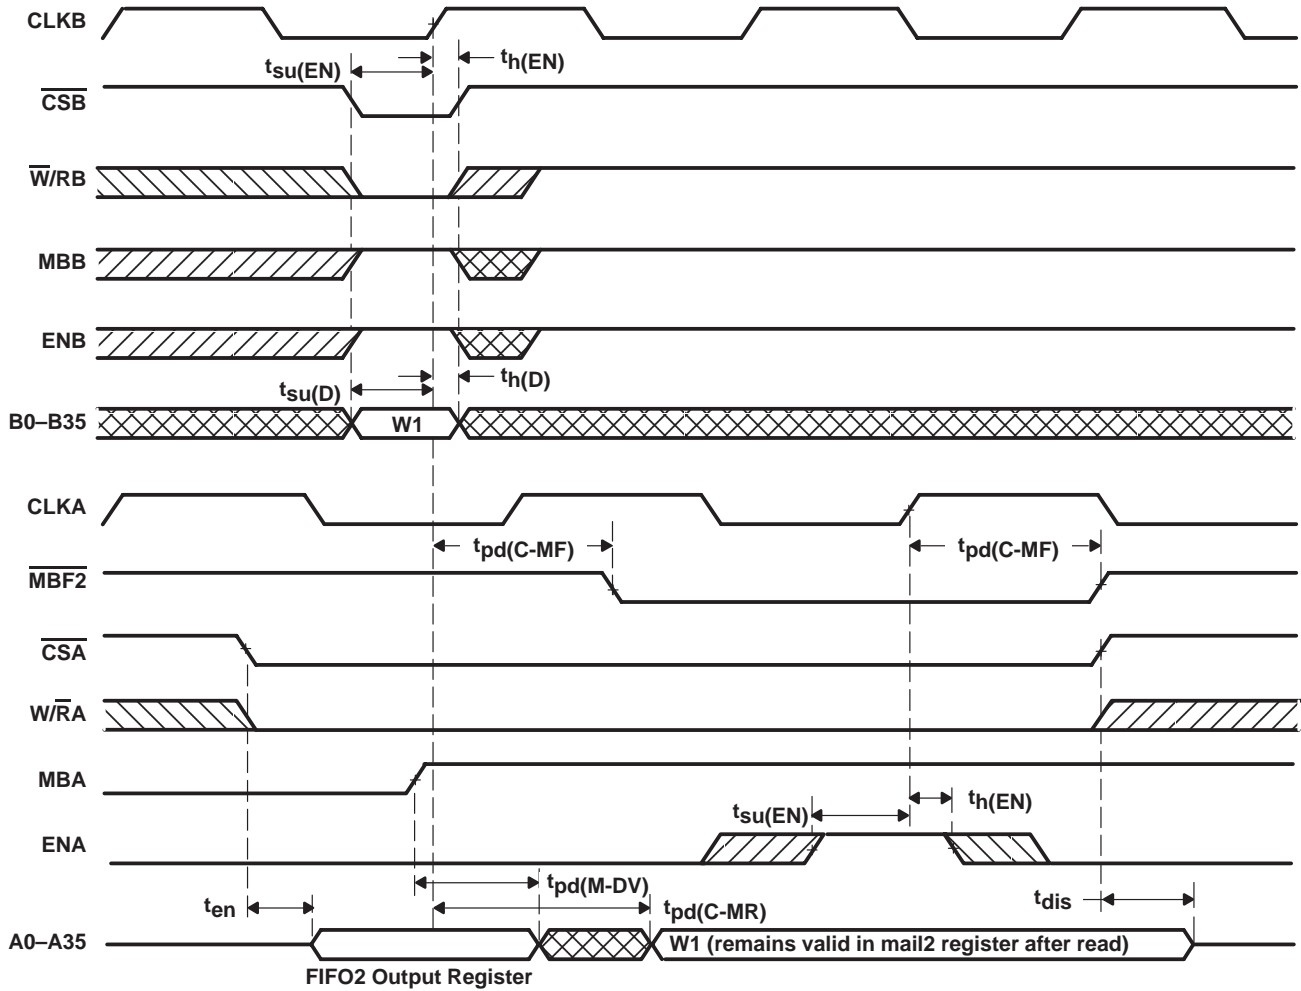 CLKB
tsu(EN)
th(EN)
CSB
W/RB
MBB
ENB
tsu(D)
th(D)
B0–B35
W1
CLKA
tpd(C-MF)
tpd(C-MF)
MBF2
CSA
W/RA
MBA
tsu(EN)
th(EN)
ENA
ten
tpd(M-DV)
tpd(C-MR)
tdis
A0–A35
W1 (remains valid in mail2 register after read)
FIFO2 Output Register